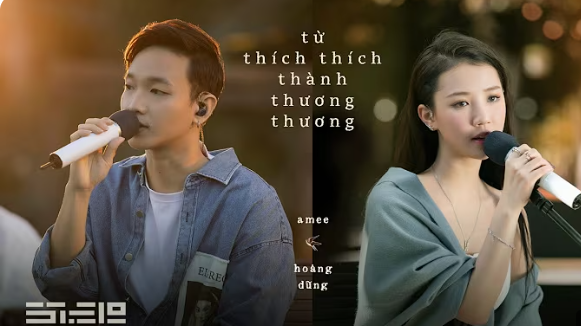 từ
thích thích
thành
thương
thương
amee
hoàng
dũng